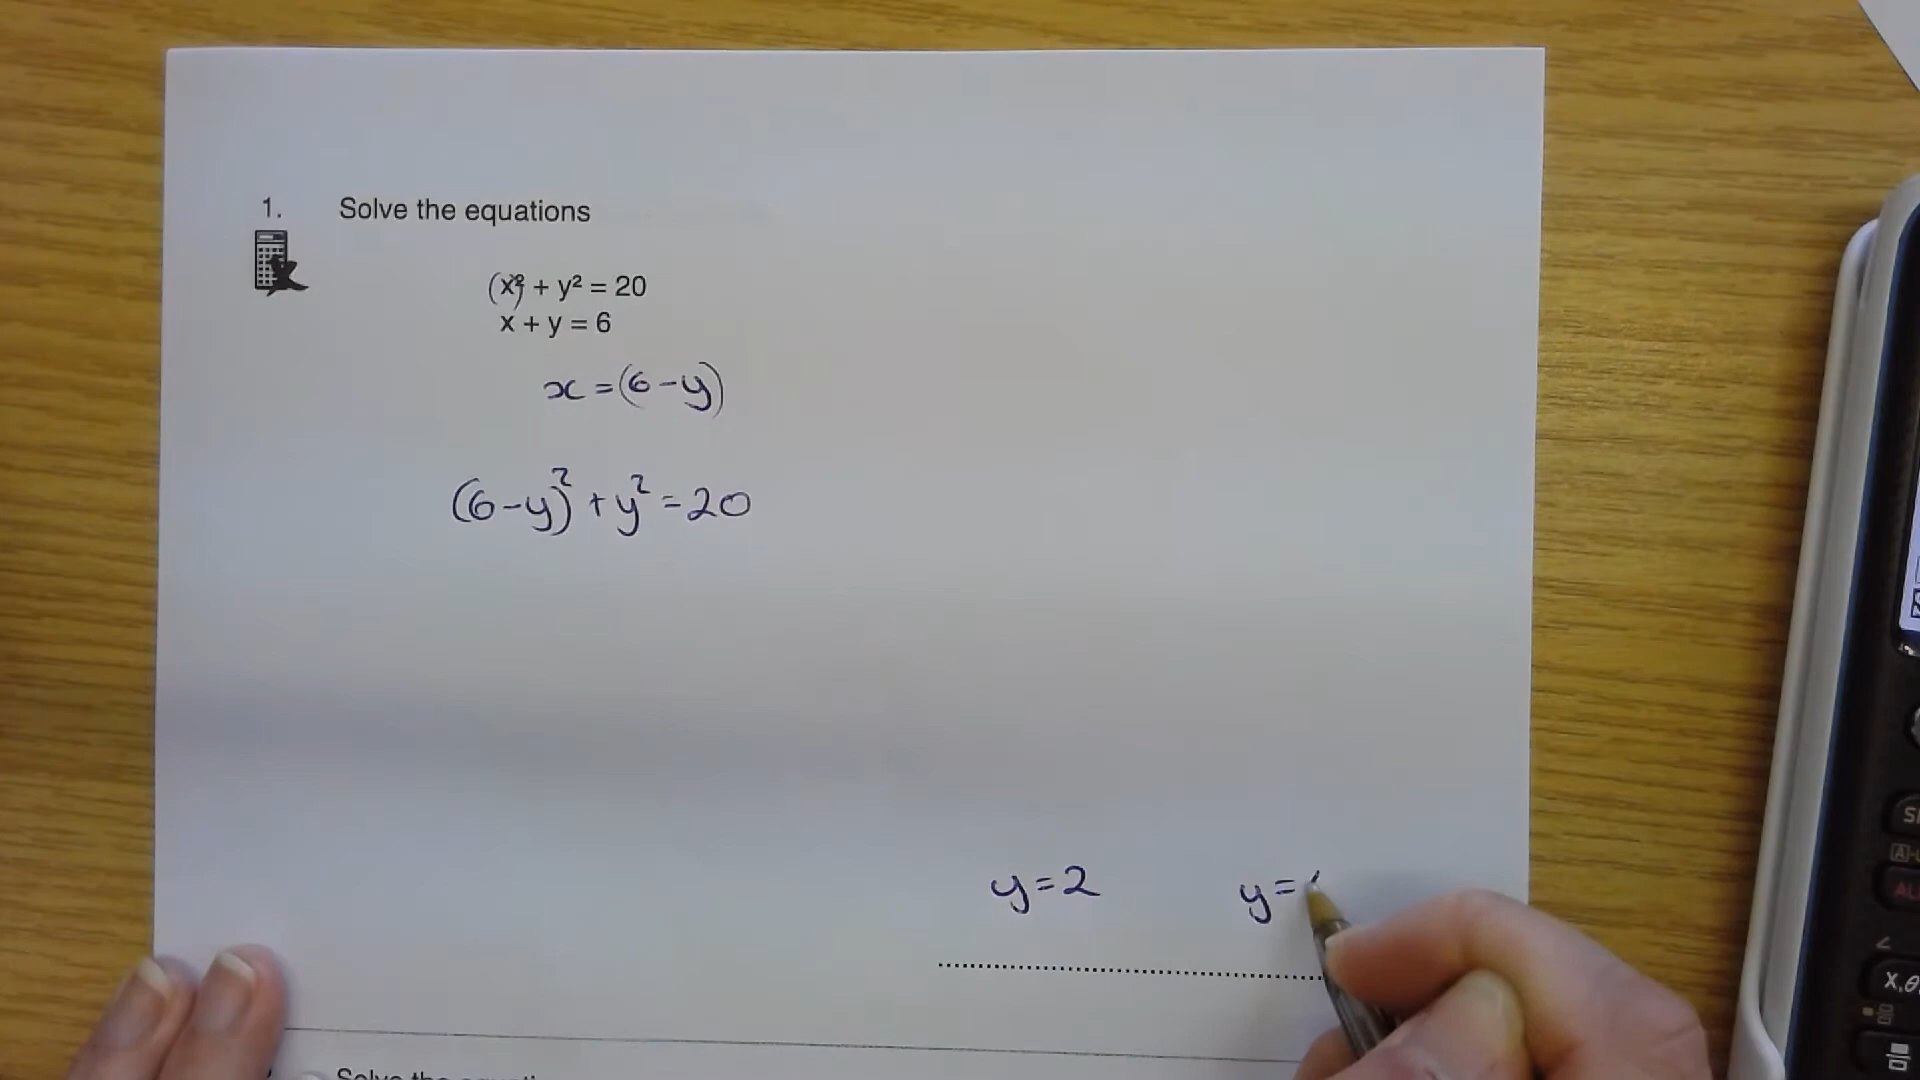 1. Solve the equations
(x²) + y² = 20
x + y = 6
x = (6-y)
(6-y)² + y² = 20
y = 2 y =
X,θ